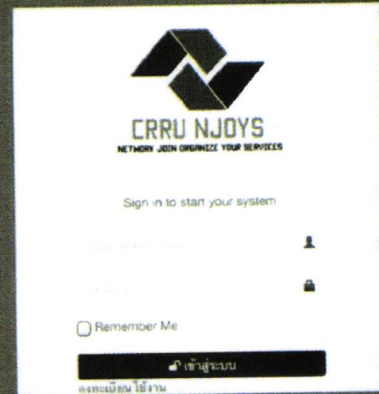 CRRU NJOYS
NETWORK JOIN ORGANIZE YOUR SERVICES
Sign in to start your system
Remember Me
เข้าสู่ระบบ
ลงทะเบียนใช้งาน